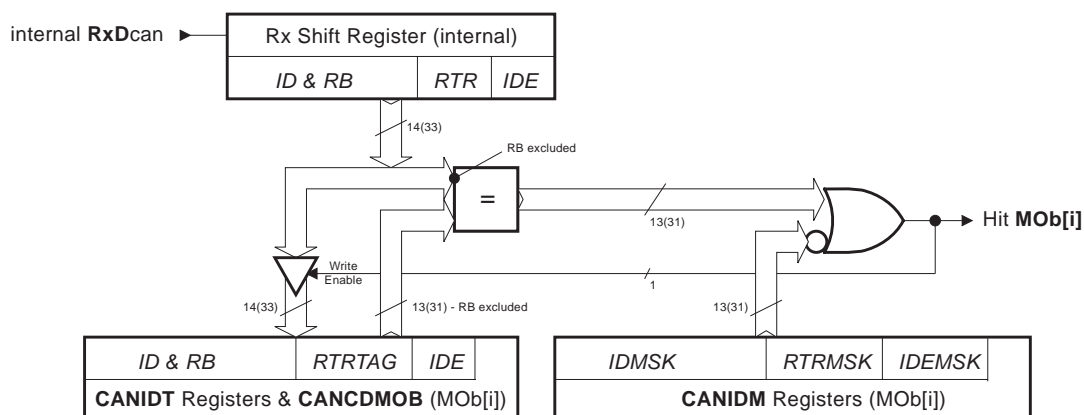 internal RxDcan
Rx Shift Register (internal)
ID & RB RTR IDE
14(33)
RB excluded
=
13(31)
Hit MOb[i]
Write
Enable
1
14(33)
13(31) - RB excluded
13(31)
ID & RB RTRTAG IDE
CANIDT Registers & CANCDMOB (MOb[i])
IDMSK RTRMSK IDEMSK
CANIDM Registers (MOb[i])